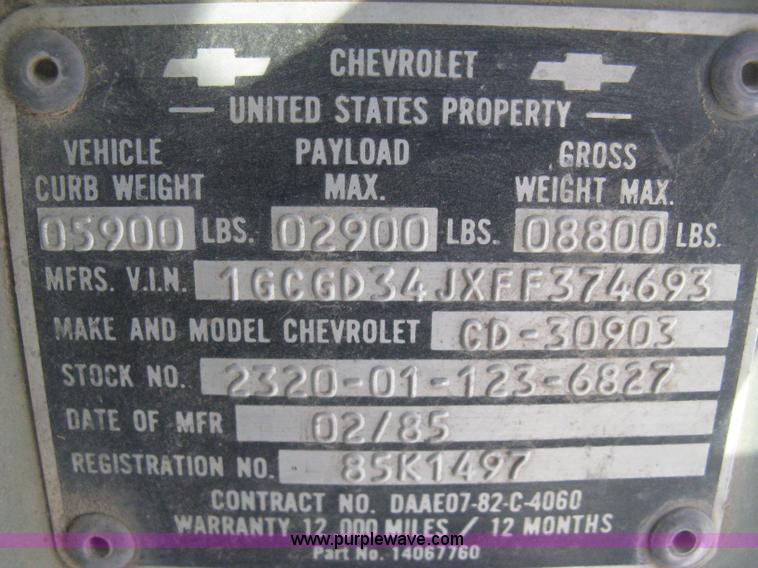 CHEVROLET
— UNITED STATES PROPERTY —
VEHICLE PAYLOAD GROSS
CURB WEIGHT MAX. WEIGHT MAX.
05900 LBS. 02900 LBS. 08800 LBS.
MFRS. V.I.N. 1GCGD34JXFF374693
MAKE AND MODEL CHEVROLET CD-30903
STOCK NO. 2320-01-123-6827
DATE OF MFR 02/85
REGISTRATION NO. 85K1497
CONTRACT NO. DAAE07-82-C-4060
WARRANTY 12,000 MILES / 12 MONTHS
www.purplewave.com
Part No. 14067760